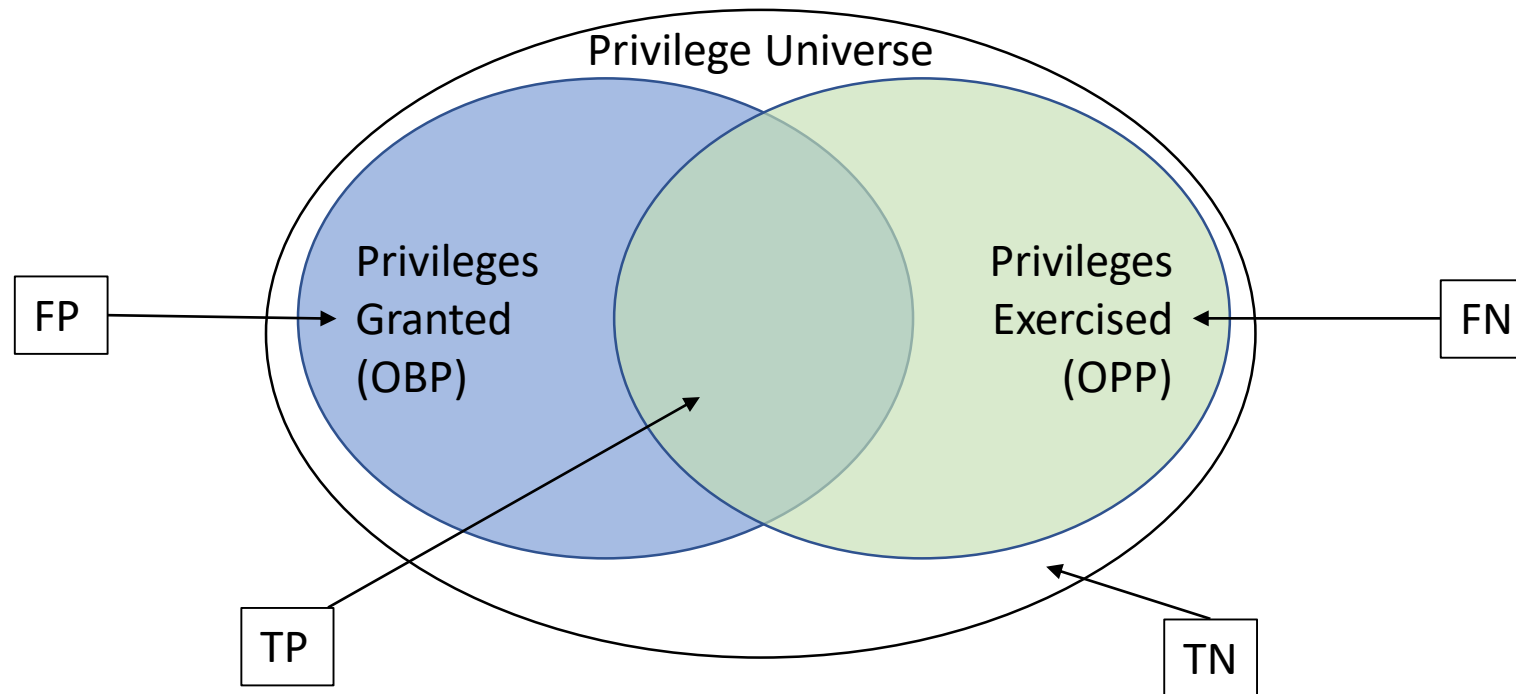 Privilege Universe
Privileges
Granted
(OBP)
Privileges
Exercised
(OPP)
FP
FN
TP
TN